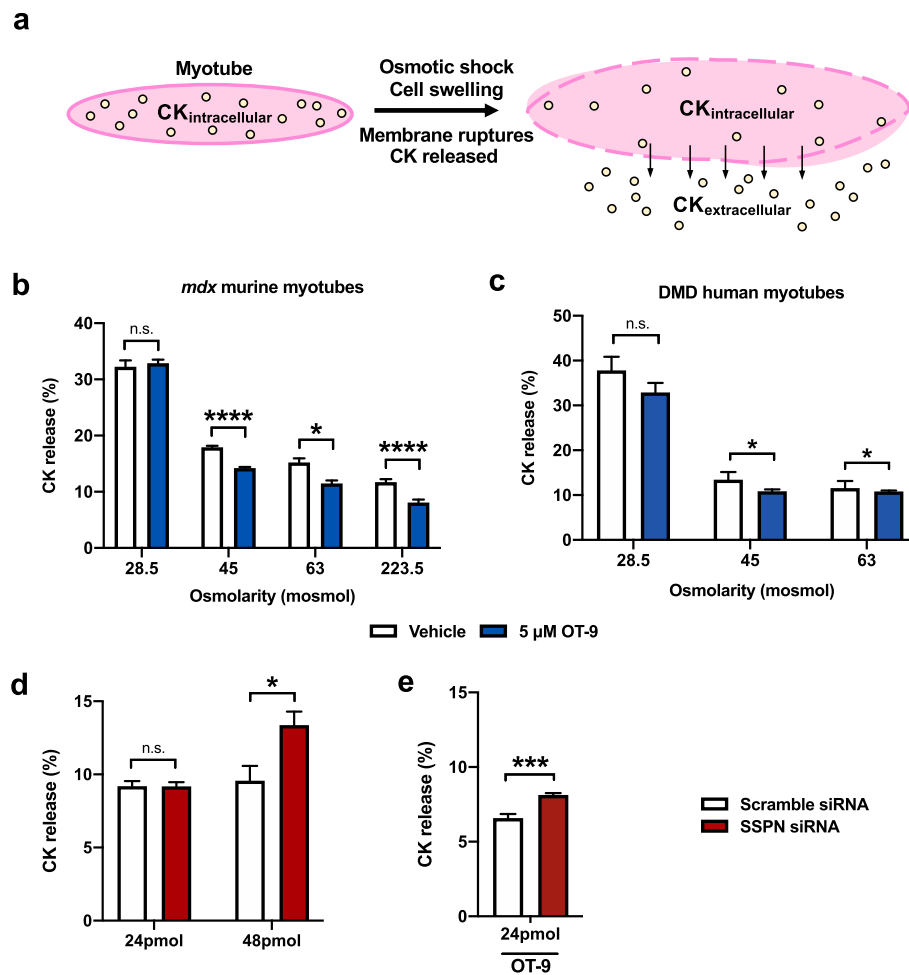 a
Myotube
CKintracellular
Osmotic shock
Cell swelling
Membrane ruptures
CK released
CKintracellular
CKextracellular
b
mdx murine myotubes
CK release (%)
40
30
20
10
0
n.s.
****
*
****
28.5 45 63 223.5
Osmolarity (mosmol)
c
DMD human myotubes
CK release (%)
50
40
30
20
10
0
n.s.
*
*
28.5 45 63
Osmolarity (mosmol)
Vehicle 5 µM OT-9
d
CK release (%)
15
10
5
0
n.s.
*
24pmol 48pmol
e
CK release (%)
15
10
5
0
***
24pmol
OT-9
Scramble siRNA
SSPN siRNA